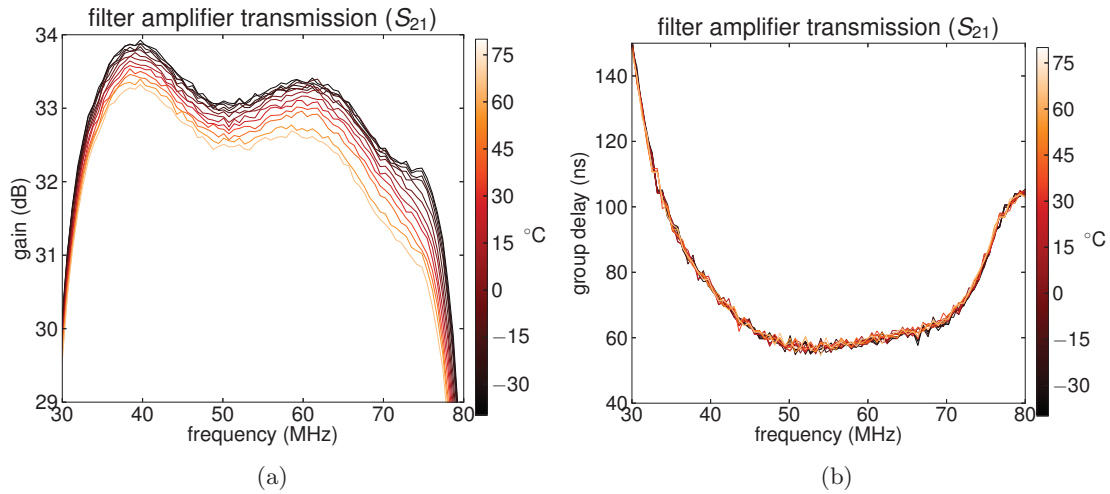 filter amplifier transmission (S21)
34
33
32
31
30
29
30 40 50 60 70 80
gain (dB)
frequency (MHz)
75
60
45
30
15
0
−15
−30
°C
(a)
filter amplifier transmission (S21)
140
120
100
80
60
40
30 40 50 60 70 80
group delay (ns)
frequency (MHz)
75
60
45
30
15
0
−15
−30
°C
(b)